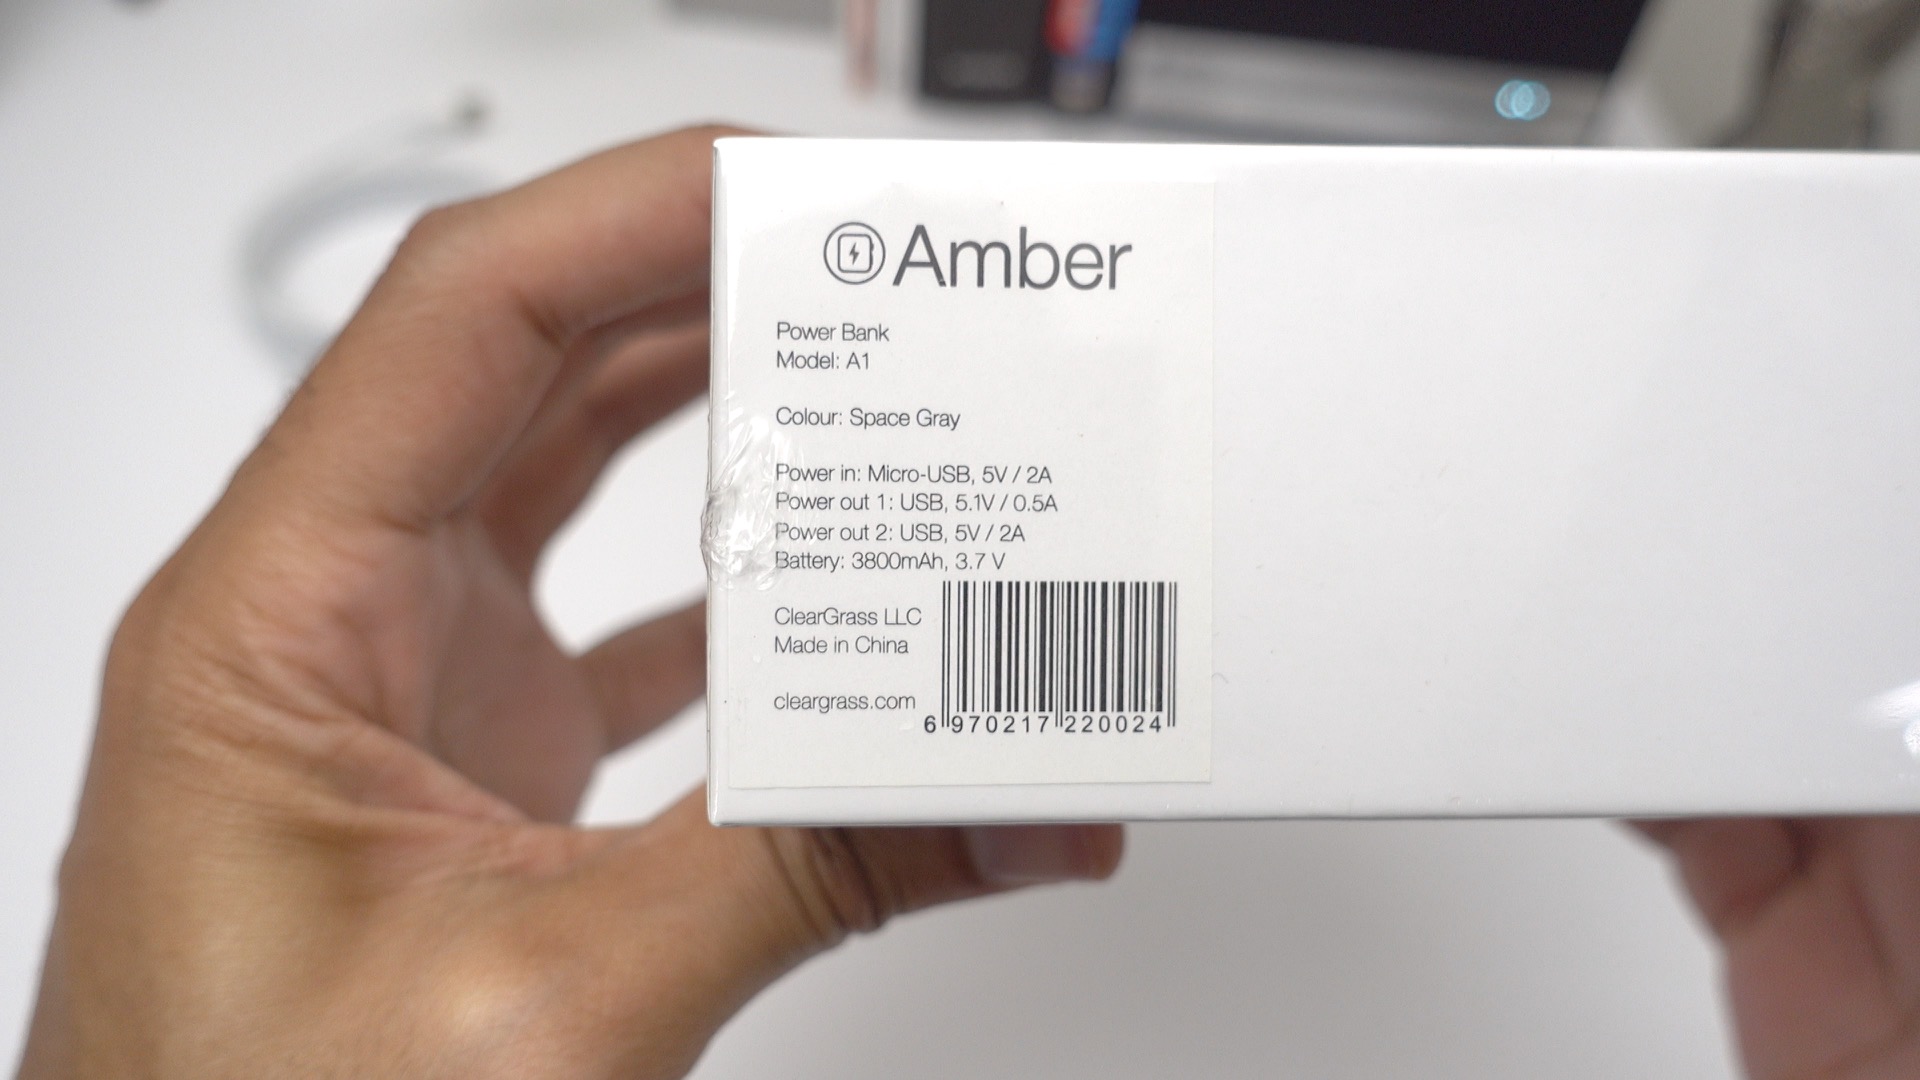 Amber
Power Bank
Model: A1
Colour: Space Gray
Power in: Micro-USB, 5V / 2A
Power out 1: USB, 5.1V / 0.5A
Power out 2: USB, 5V / 2A
Battery: 3800mAh, 3.7 V
ClearGrass LLC
Made in China
cleargrass.com
6 970217 220024